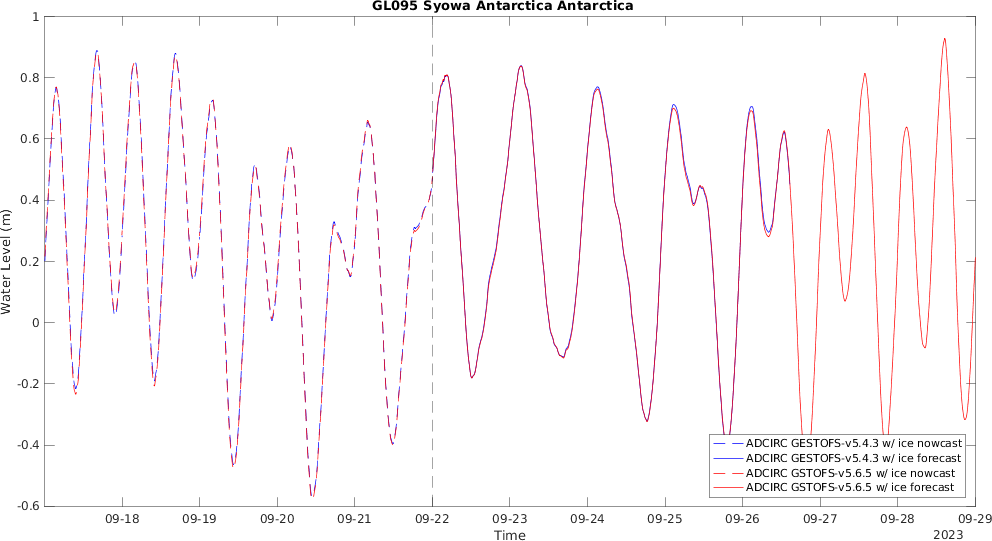 GL095 Syowa Antarctica Antarctica
1
0.8
0.6
0.4
0.2
0
-0.2
-0.4
-0.6
Water Level (m)
ADCIRC GESTOFS-v5.4.3 w/ ice nowcast
ADCIRC GESTOFS-v5.4.3 w/ ice forecast
ADCIRC GSTOFS-v5.6.5 w/ ice nowcast
ADCIRC GSTOFS-v5.6.5 w/ ice forecast
09-18 09-19 09-20 09-21 09-22 09-23 09-24 09-25 09-26 09-27 09-28 09-29
Time
2023